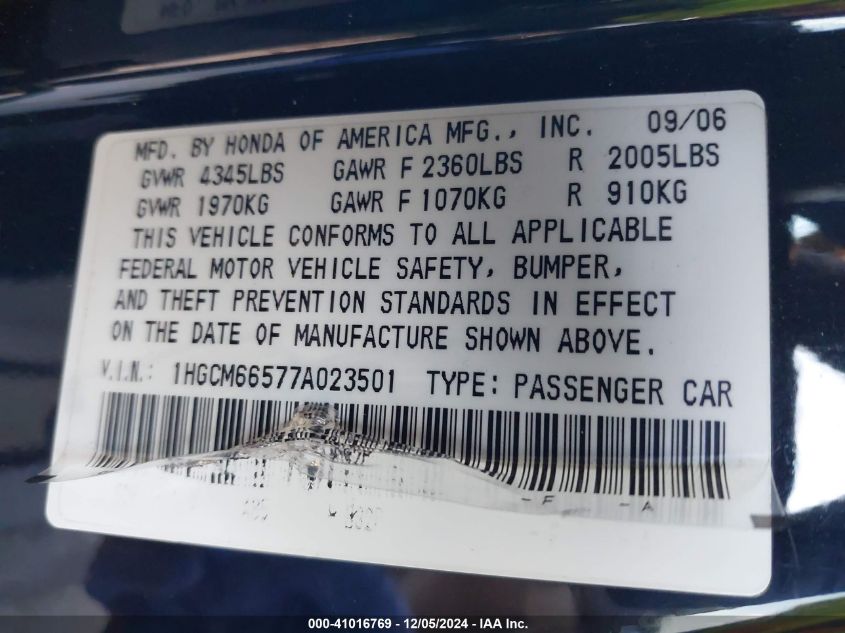 MFD. BY HONDA OF AMERICA MFG., INC. 09/06
GVWR 4345LBS GAWR F 2360LBS R 2005LBS
GVWR 1970KG GAWR F 1070KG R 910KG
THIS VEHICLE CONFORMS TO ALL APPLICABLE
FEDERAL MOTOR VEHICLE SAFETY, BUMPER,
AND THEFT PREVENTION STANDARDS IN EFFECT
ON THE DATE OF MANUFACTURE SHOWN ABOVE.
V.I.N.: 1HGCM66577A023501 TYPE: PASSENGER CAR
-F -A
000-41016769 - 12/05/2024 - IAA Inc.